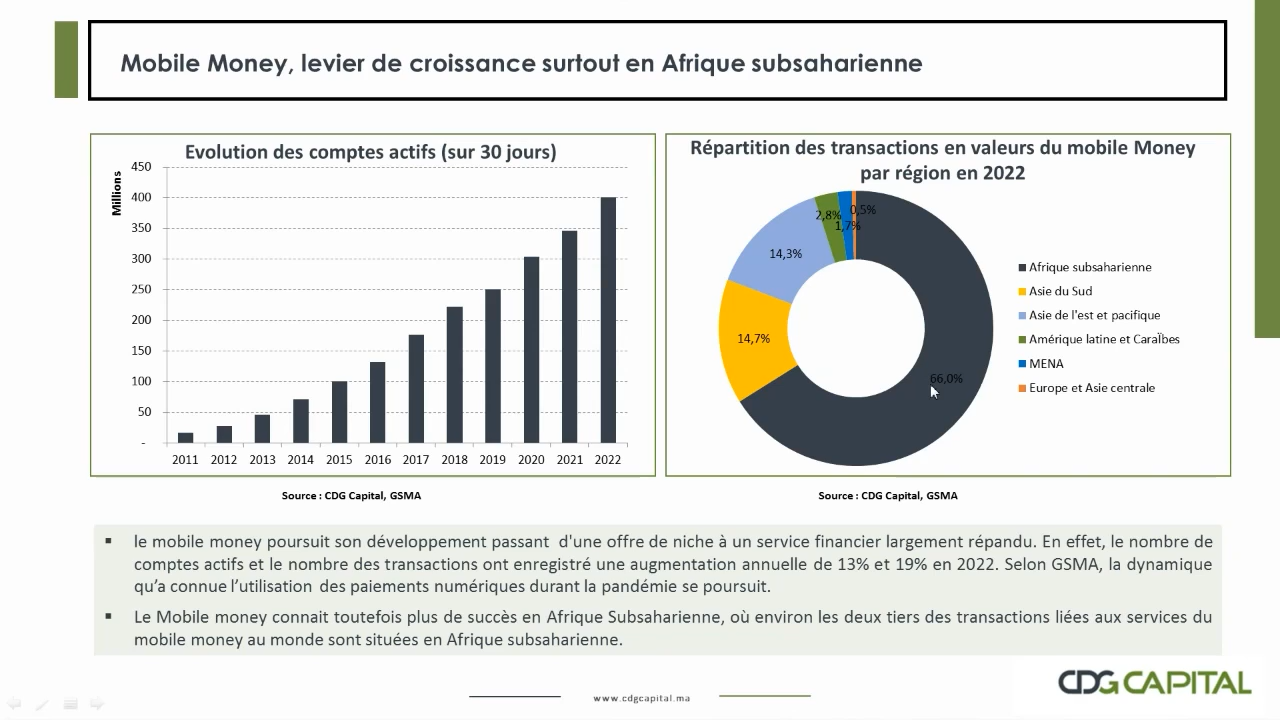 Mobile Money, levier de croissance surtout en Afrique subsaharienne
Evolution des comptes actifs (sur 30 jours)
Millions
450
400
350
300
250
200
150
100
50
-
2011 2012 2013 2014 2015 2016 2017 2018 2019 2020 2021 2022
Source : CDG Capital, GSMA
Répartition des transactions en valeurs du mobile Money
par région en 2022
0,5%
2,8%
1,7%
14,3%
14,7%
66,0%
Afrique subsaharienne
Asie du Sud
Asie de l'est et pacifique
Amérique latine et CaraÏbes
MENA
Europe et Asie centrale
Source : CDG Capital, GSMA
▪ le mobile money poursuit son développement passant d'une offre de niche à un service financier largement répandu. En effet, le nombre de
comptes actifs et le nombre des transactions ont enregistré une augmentation annuelle de 13% et 19% en 2022. Selon GSMA, la dynamique
qu’a connue l’utilisation des paiements numériques durant la pandémie se poursuit.
▪ Le Mobile money connait toutefois plus de succès en Afrique Subsaharienne, où environ les deux tiers des transactions liées aux services du
mobile money au monde sont situées en Afrique subsaharienne.
www.cdgcapital.ma
CDG CAPITAL